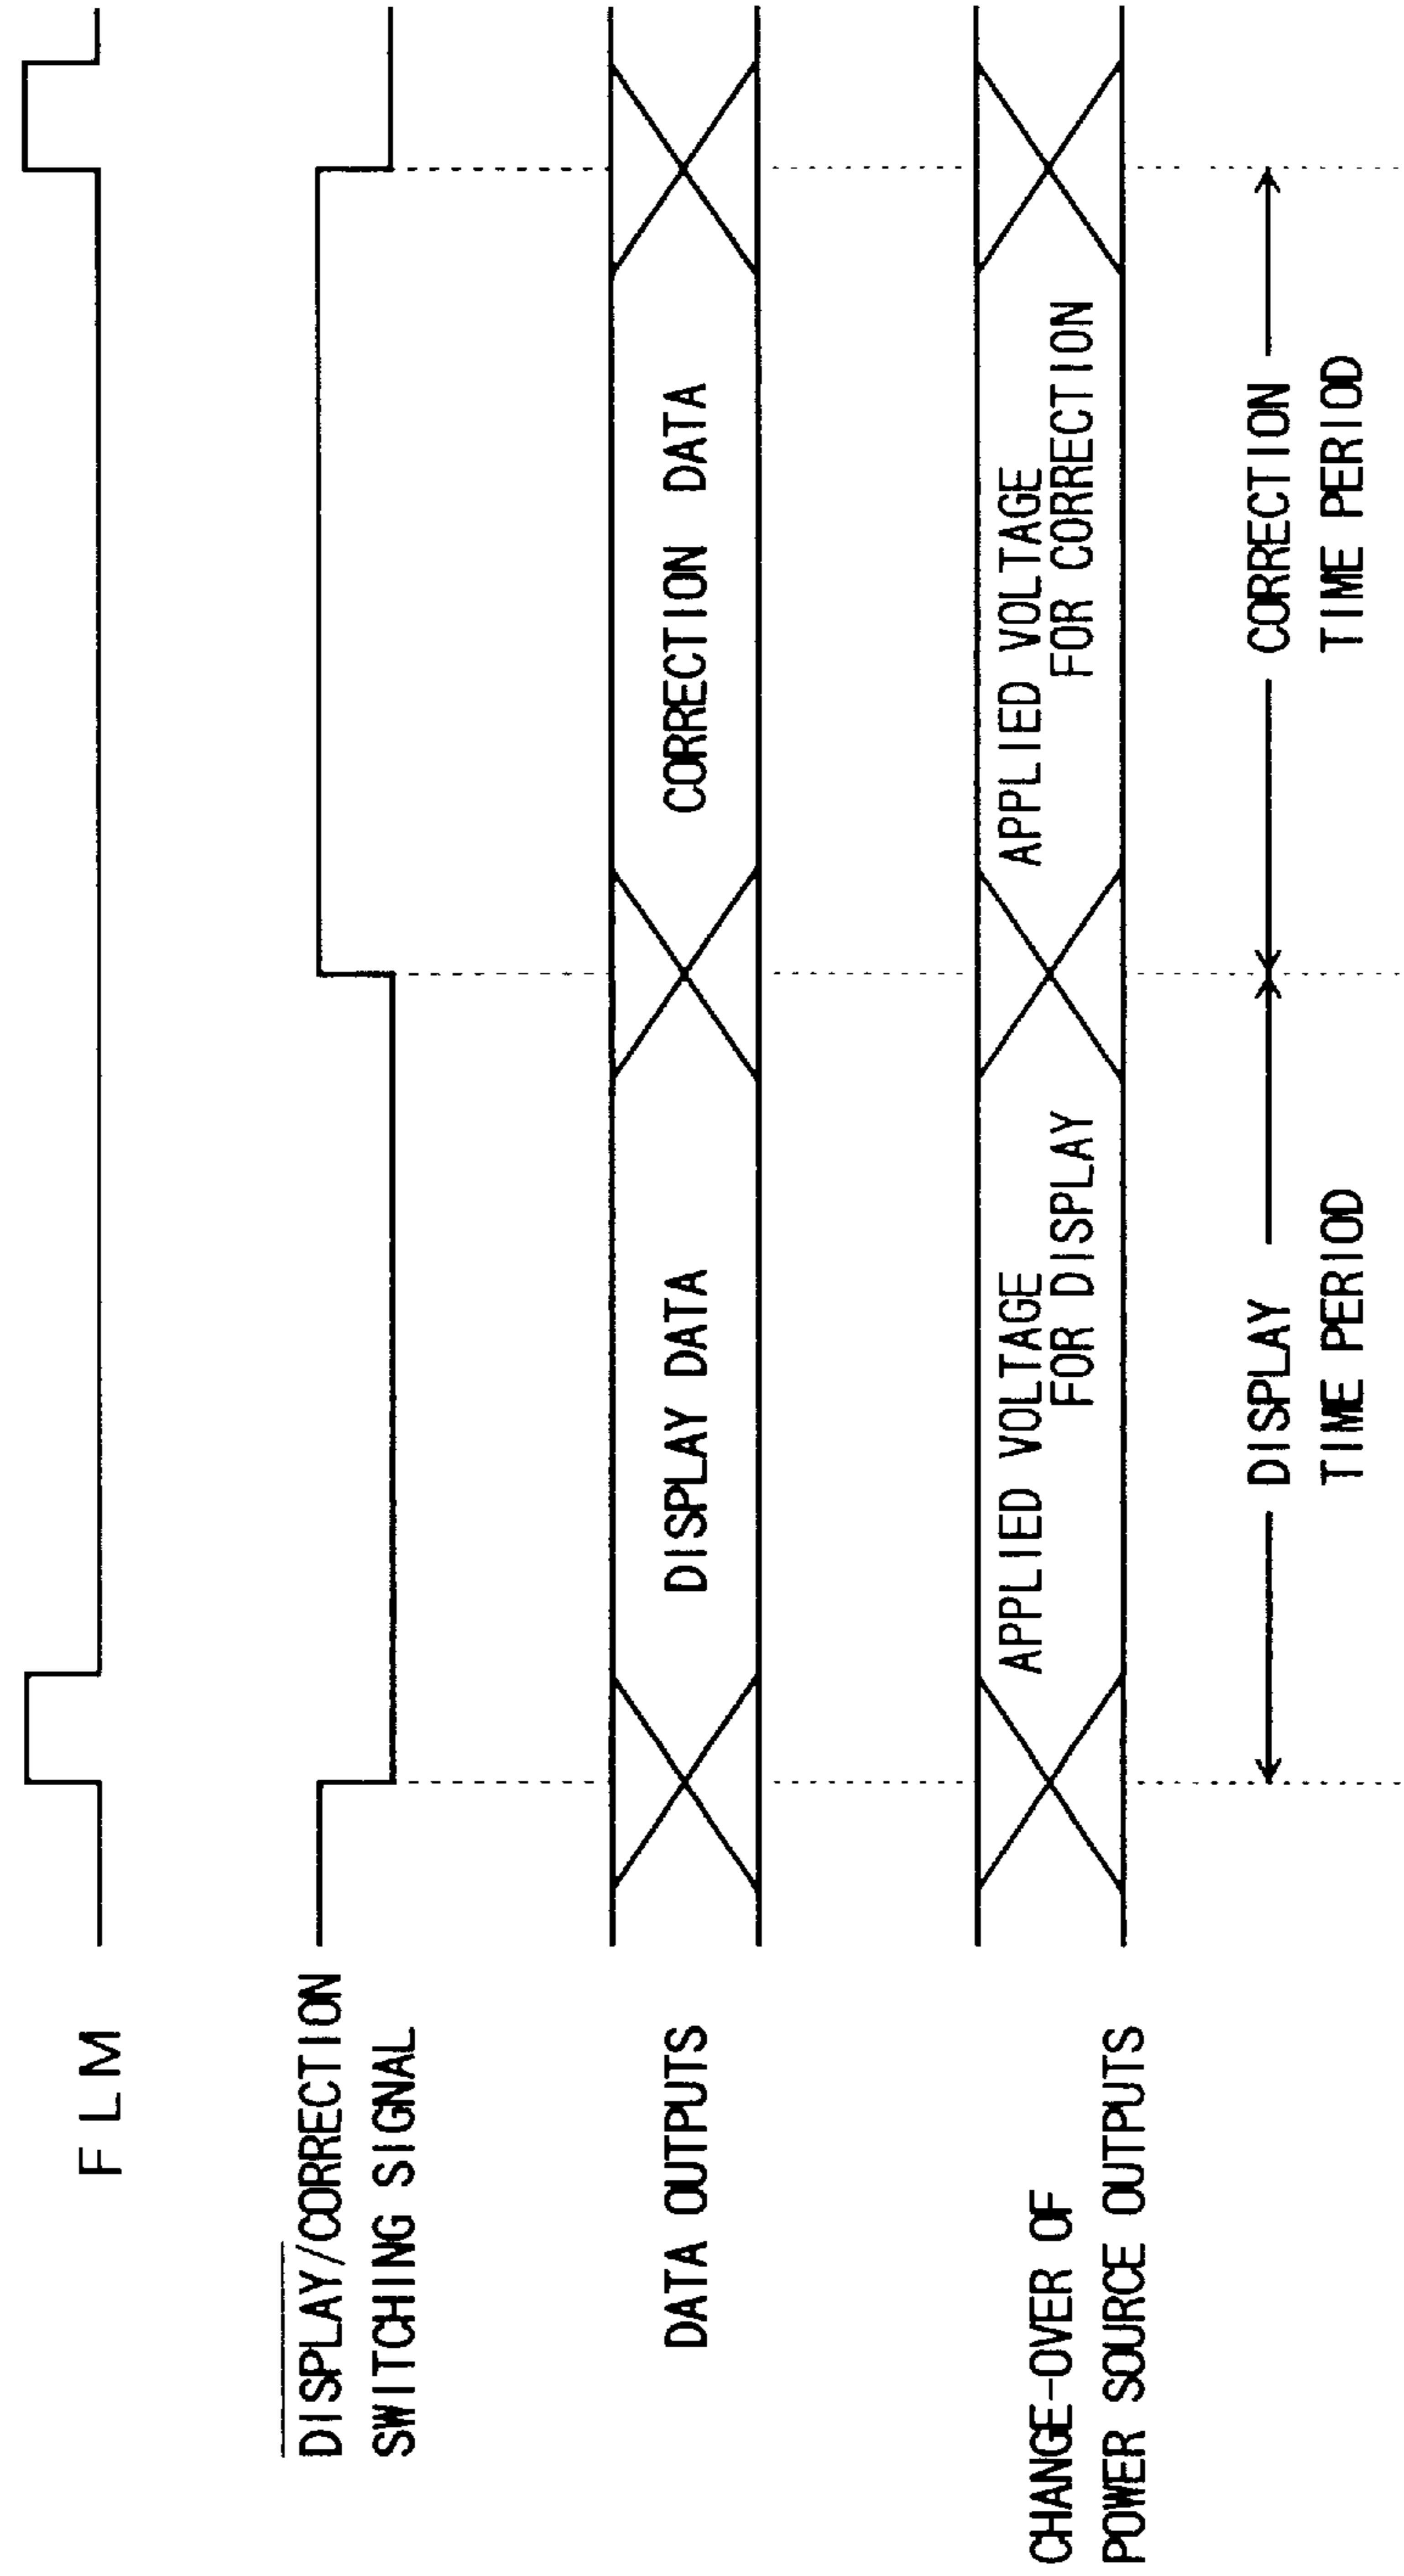 F L M
DISPLAY/CORRECTION
SWITCHING SIGNAL
DATA OUTPUTS
DISPLAY DATA
CORRECTION DATA
CHANGE-OVER OF
POWER SOURCE OUTPUTS
APPLIED VOLTAGE
FOR DISPLAY
APPLIED VOLTAGE
FOR CORRECTION
DISPLAY
TIME PERIOD
CORRECTION
TIME PERIOD